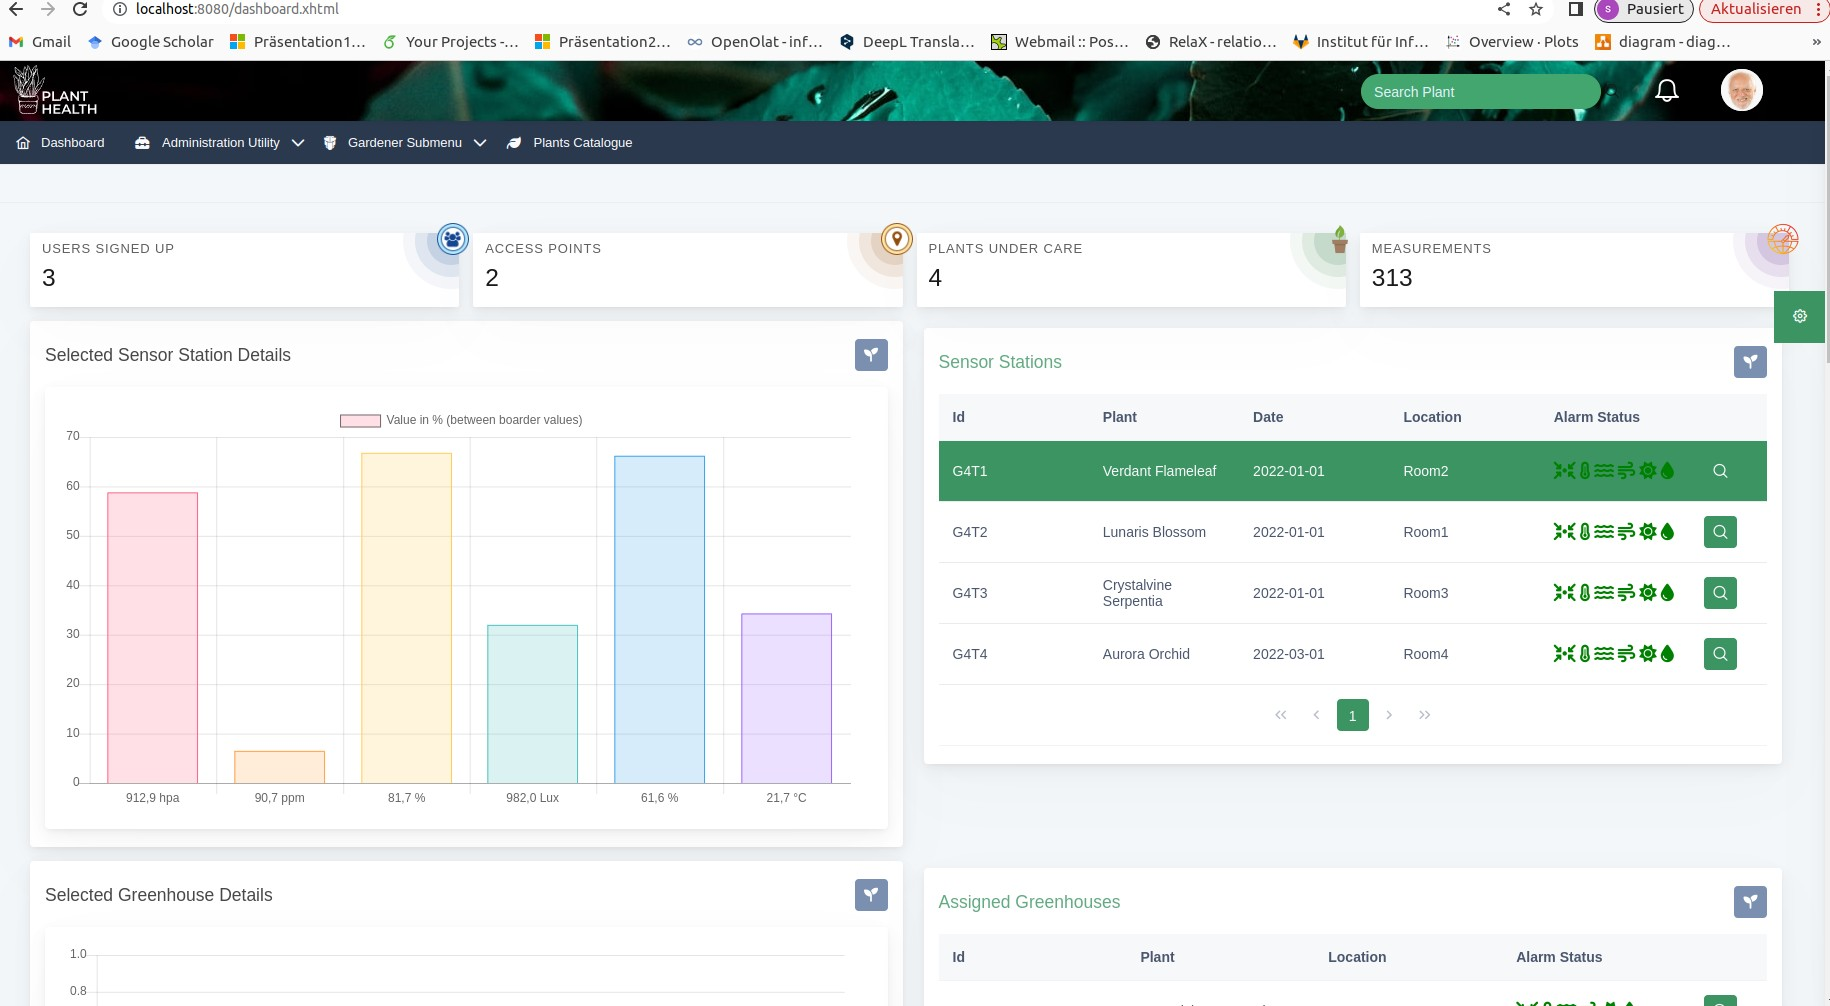 localhost:8080/dashboard.xhtml
S
Pausiert
Aktualisieren
Gmail
Google Scholar
Präsentation1…
Your Projects -…
Präsentation2…
OpenOlat - inf…
DeepL Transla…
Webmail :: Pos…
RelaX - relatio…
Institut für Inf…
Overview · Plots
diagram - diag…
»
PLANT
HEALTH
Search Plant
Dashboard
Administration Utility
Gardener Submenu
Plants Catalogue
USERS SIGNED UP
3
ACCESS POINTS
2
PLANTS UNDER CARE
4
MEASUREMENTS
313
Selected Sensor Station Details
Value in % (between boarder values)
70
60
50
40
30
20
10
0
912,9 hpa 90,7 ppm 81,7 % 982,0 Lux 61,6 % 21,7 °C
Sensor Stations
Id Plant Date Location Alarm Status
G4T1 Verdant Flameleaf 2022-01-01 Room2
G4T2 Lunaris Blossom 2022-01-01 Room1
G4T3 Crystalvine Serpentia 2022-01-01 Room3
G4T4 Aurora Orchid 2022-03-01 Room4
1
Selected Greenhouse Details
1.0
0.8
Assigned Greenhouses
Id Plant Location Alarm Status